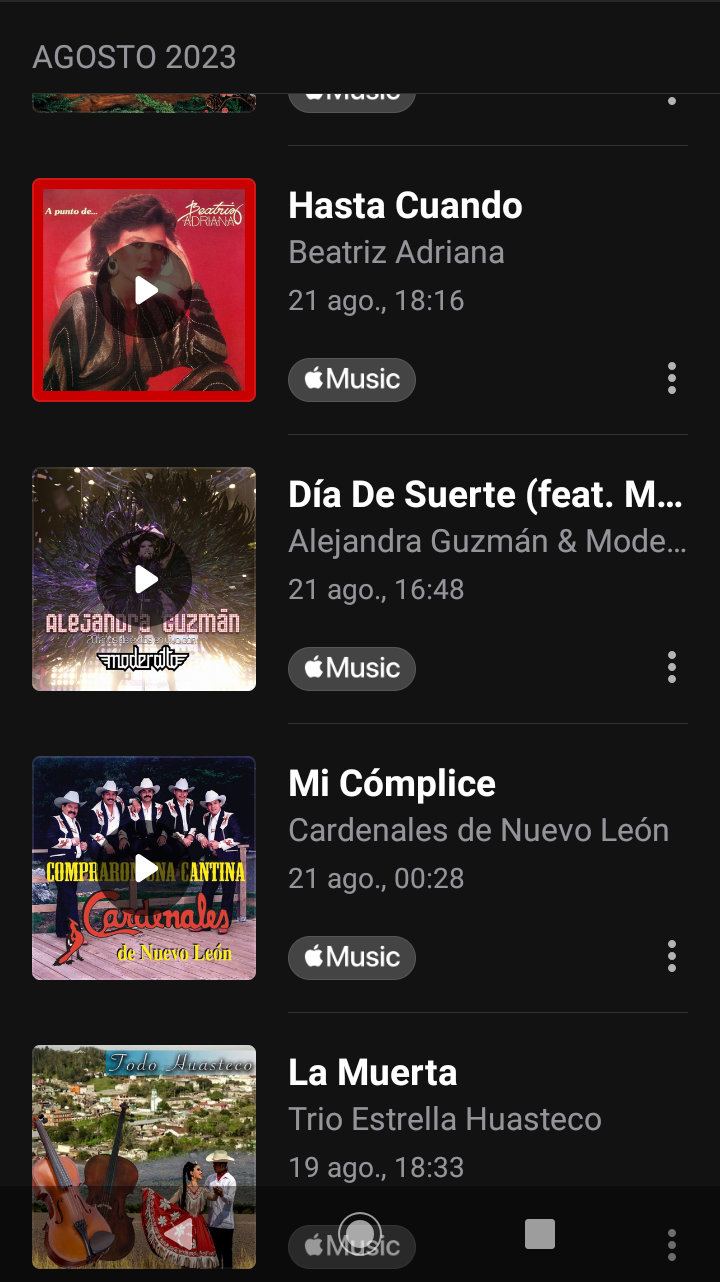 AGOSTO 2023
Music
A punto de...
Beatriz
ADRIANA
Hasta Cuando
Beatriz Adriana
21 ago., 18:16
Music
ALEJANDRA GUZMÁN
moderatto
Día De Suerte (feat. M...
Alejandra Guzmán & Mode...
21 ago., 16:48
Music
COMPRARON UNA CANTINA
Cardenales
de Nuevo León
Mi Cómplice
Cardenales de Nuevo León
21 ago., 00:28
Music
Todo Huasteco
La Muerta
Trio Estrella Huasteco
19 ago., 18:33
Music